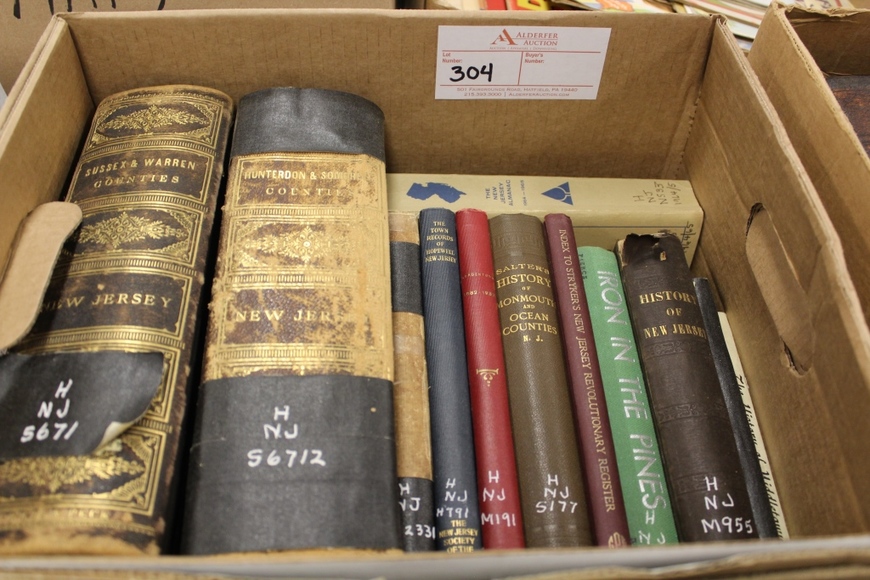 ALDERFER
AUCTION
Lot
Number:
Buyer's
Number:
304
SUSSEX & WARREN
COUNTIES
NEW JERSEY
H
NJ
S671
HUNTERDON &
COUNTIES
NEW
H
NJ
S6712
THE
NEW
JERSEY
ALMANAC
H
NJ
THE
TOWN
RECORDS
OF
HOPEWELL
NEW JERSEY
H
NJ
H791
THE
NEW JERSEY
SOCIETY
OF THE
H
NJ
M191
SALTER'S
HISTORY
OF
MONMOUTH
AND
OCEAN
COUNTIES
N. J.
H
NJ
S177
INDEX TO STRYKER'S NEW JERSEY REVOLUTIONARY REGISTER
IRON IN THE PINES
H
HISTORY
OF
NEW JERSEY
H
NJ
M955